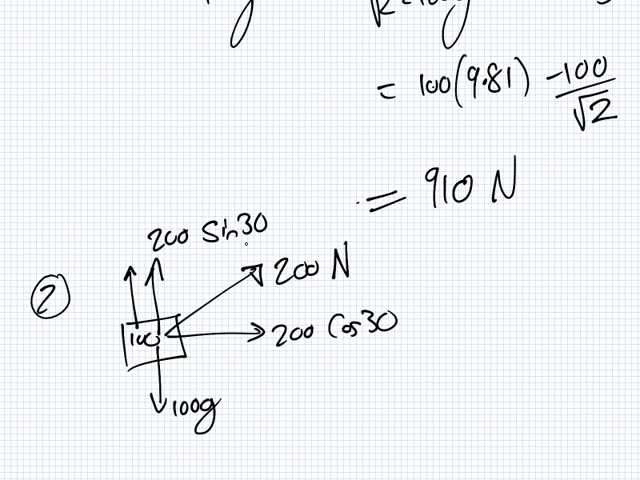 = 100(9.81) -100/√2
= 910 N
200 Sin30
② 200 N
100 200 Cos30
100g